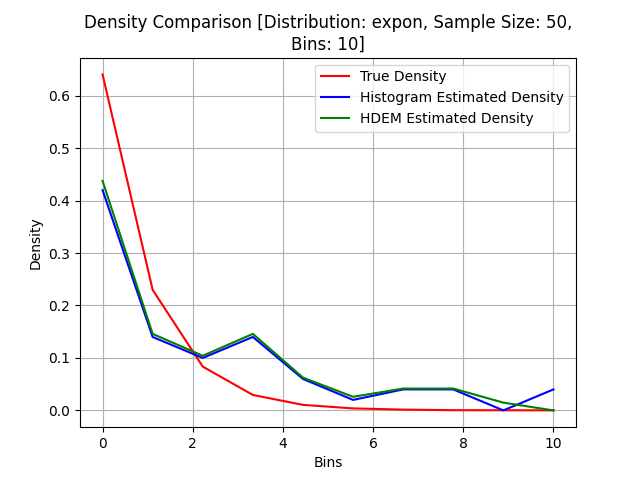 Density Comparison [Distribution: expon, Sample Size: 50,
Bins: 10]
True Density
Histogram Estimated Density
HDEM Estimated Density
Density
0.6
0.5
0.4
0.3
0.2
0.1
0.0
0 2 4 6 8 10
Bins